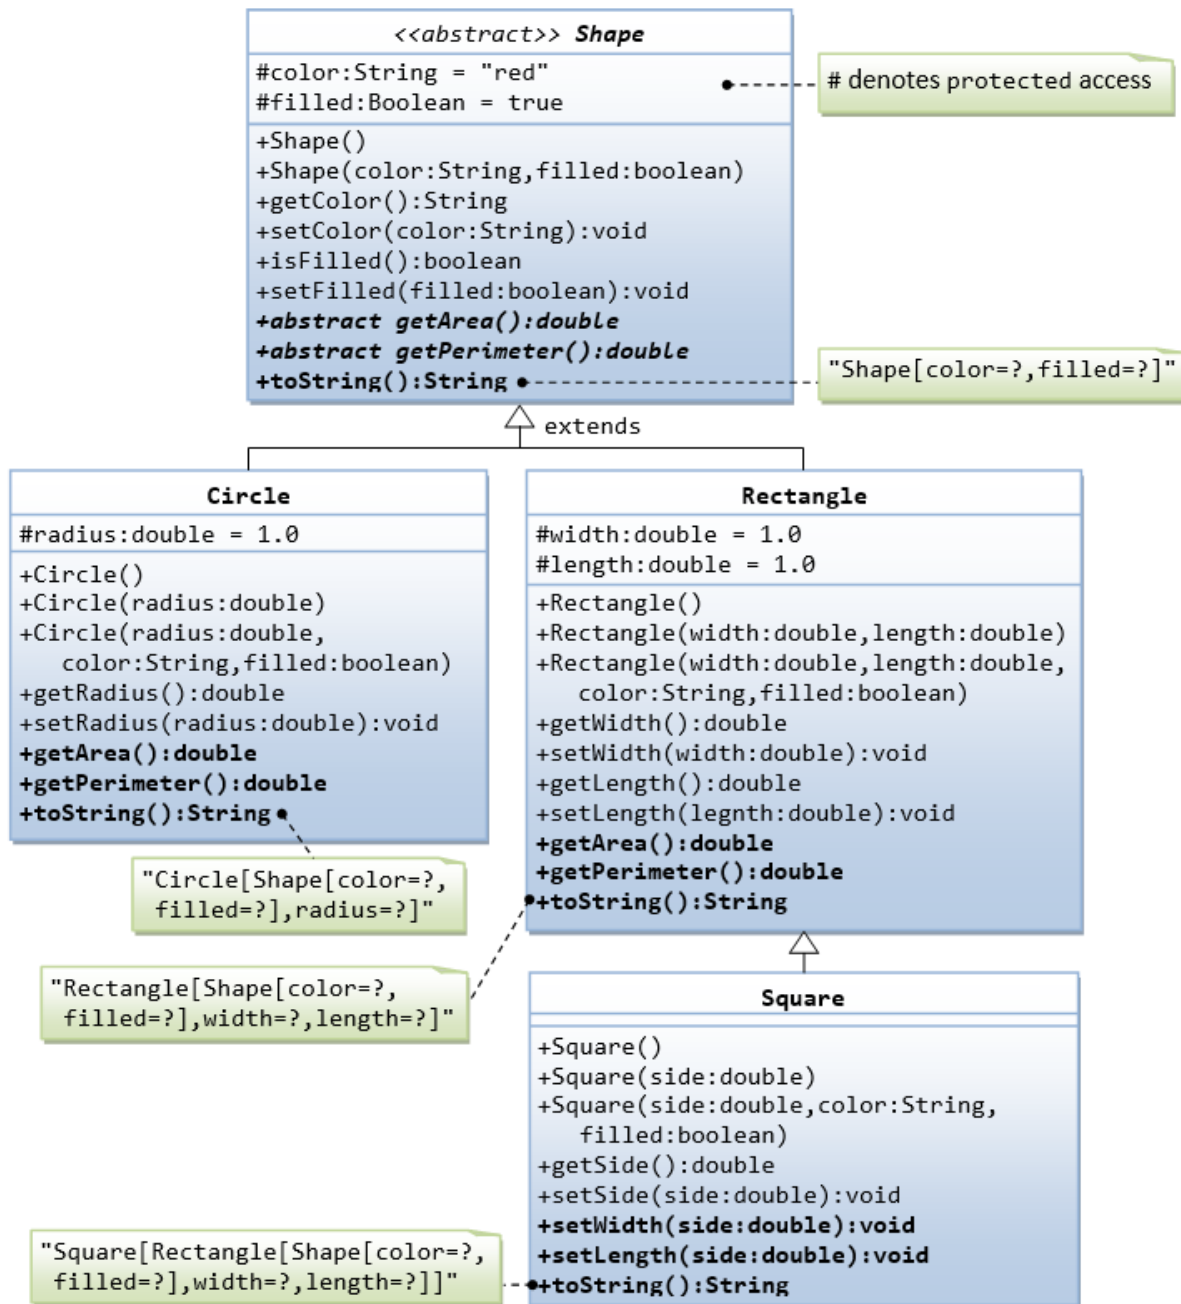 <<abstract>> Shape
#color:String = "red"
#filled:Boolean = true
# denotes protected access
+Shape()
+Shape(color:String,filled:boolean)
+getColor():String
+setColor(color:String):void
+isFilled():boolean
+setFilled(filled:boolean):void
+abstract getArea():double
+abstract getPerimeter():double
+toString():String
"Shape[color=?,filled=?]"
extends
Circle
#radius:double = 1.0
+Circle()
+Circle(radius:double)
+Circle(radius:double,
color:String,filled:boolean)
+getRadius():double
+setRadius(radius:double):void
+getArea():double
+getPerimeter():double
+toString():String
"Circle[Shape[color=?,
filled=?],radius=?]"
Rectangle
#width:double = 1.0
#length:double = 1.0
+Rectangle()
+Rectangle(width:double,length:double)
+Rectangle(width:double,length:double,
color:String,filled:boolean)
+getWidth():double
+setWidth(width:double):void
+getLength():double
+setLength(legnth:double):void
+getArea():double
+getPerimeter():double
+toString():String
"Rectangle[Shape[color=?,
filled=?],width=?,length=?]"
Square
+Square()
+Square(side:double)
+Square(side:double,color:String,
filled:boolean)
+getSide():double
+setSide(side:double):void
+setWidth(side:double):void
+setLength(side:double):void
+toString():String
"Square[Rectangle[Shape[color=?,
filled=?],width=?,length=?]]"